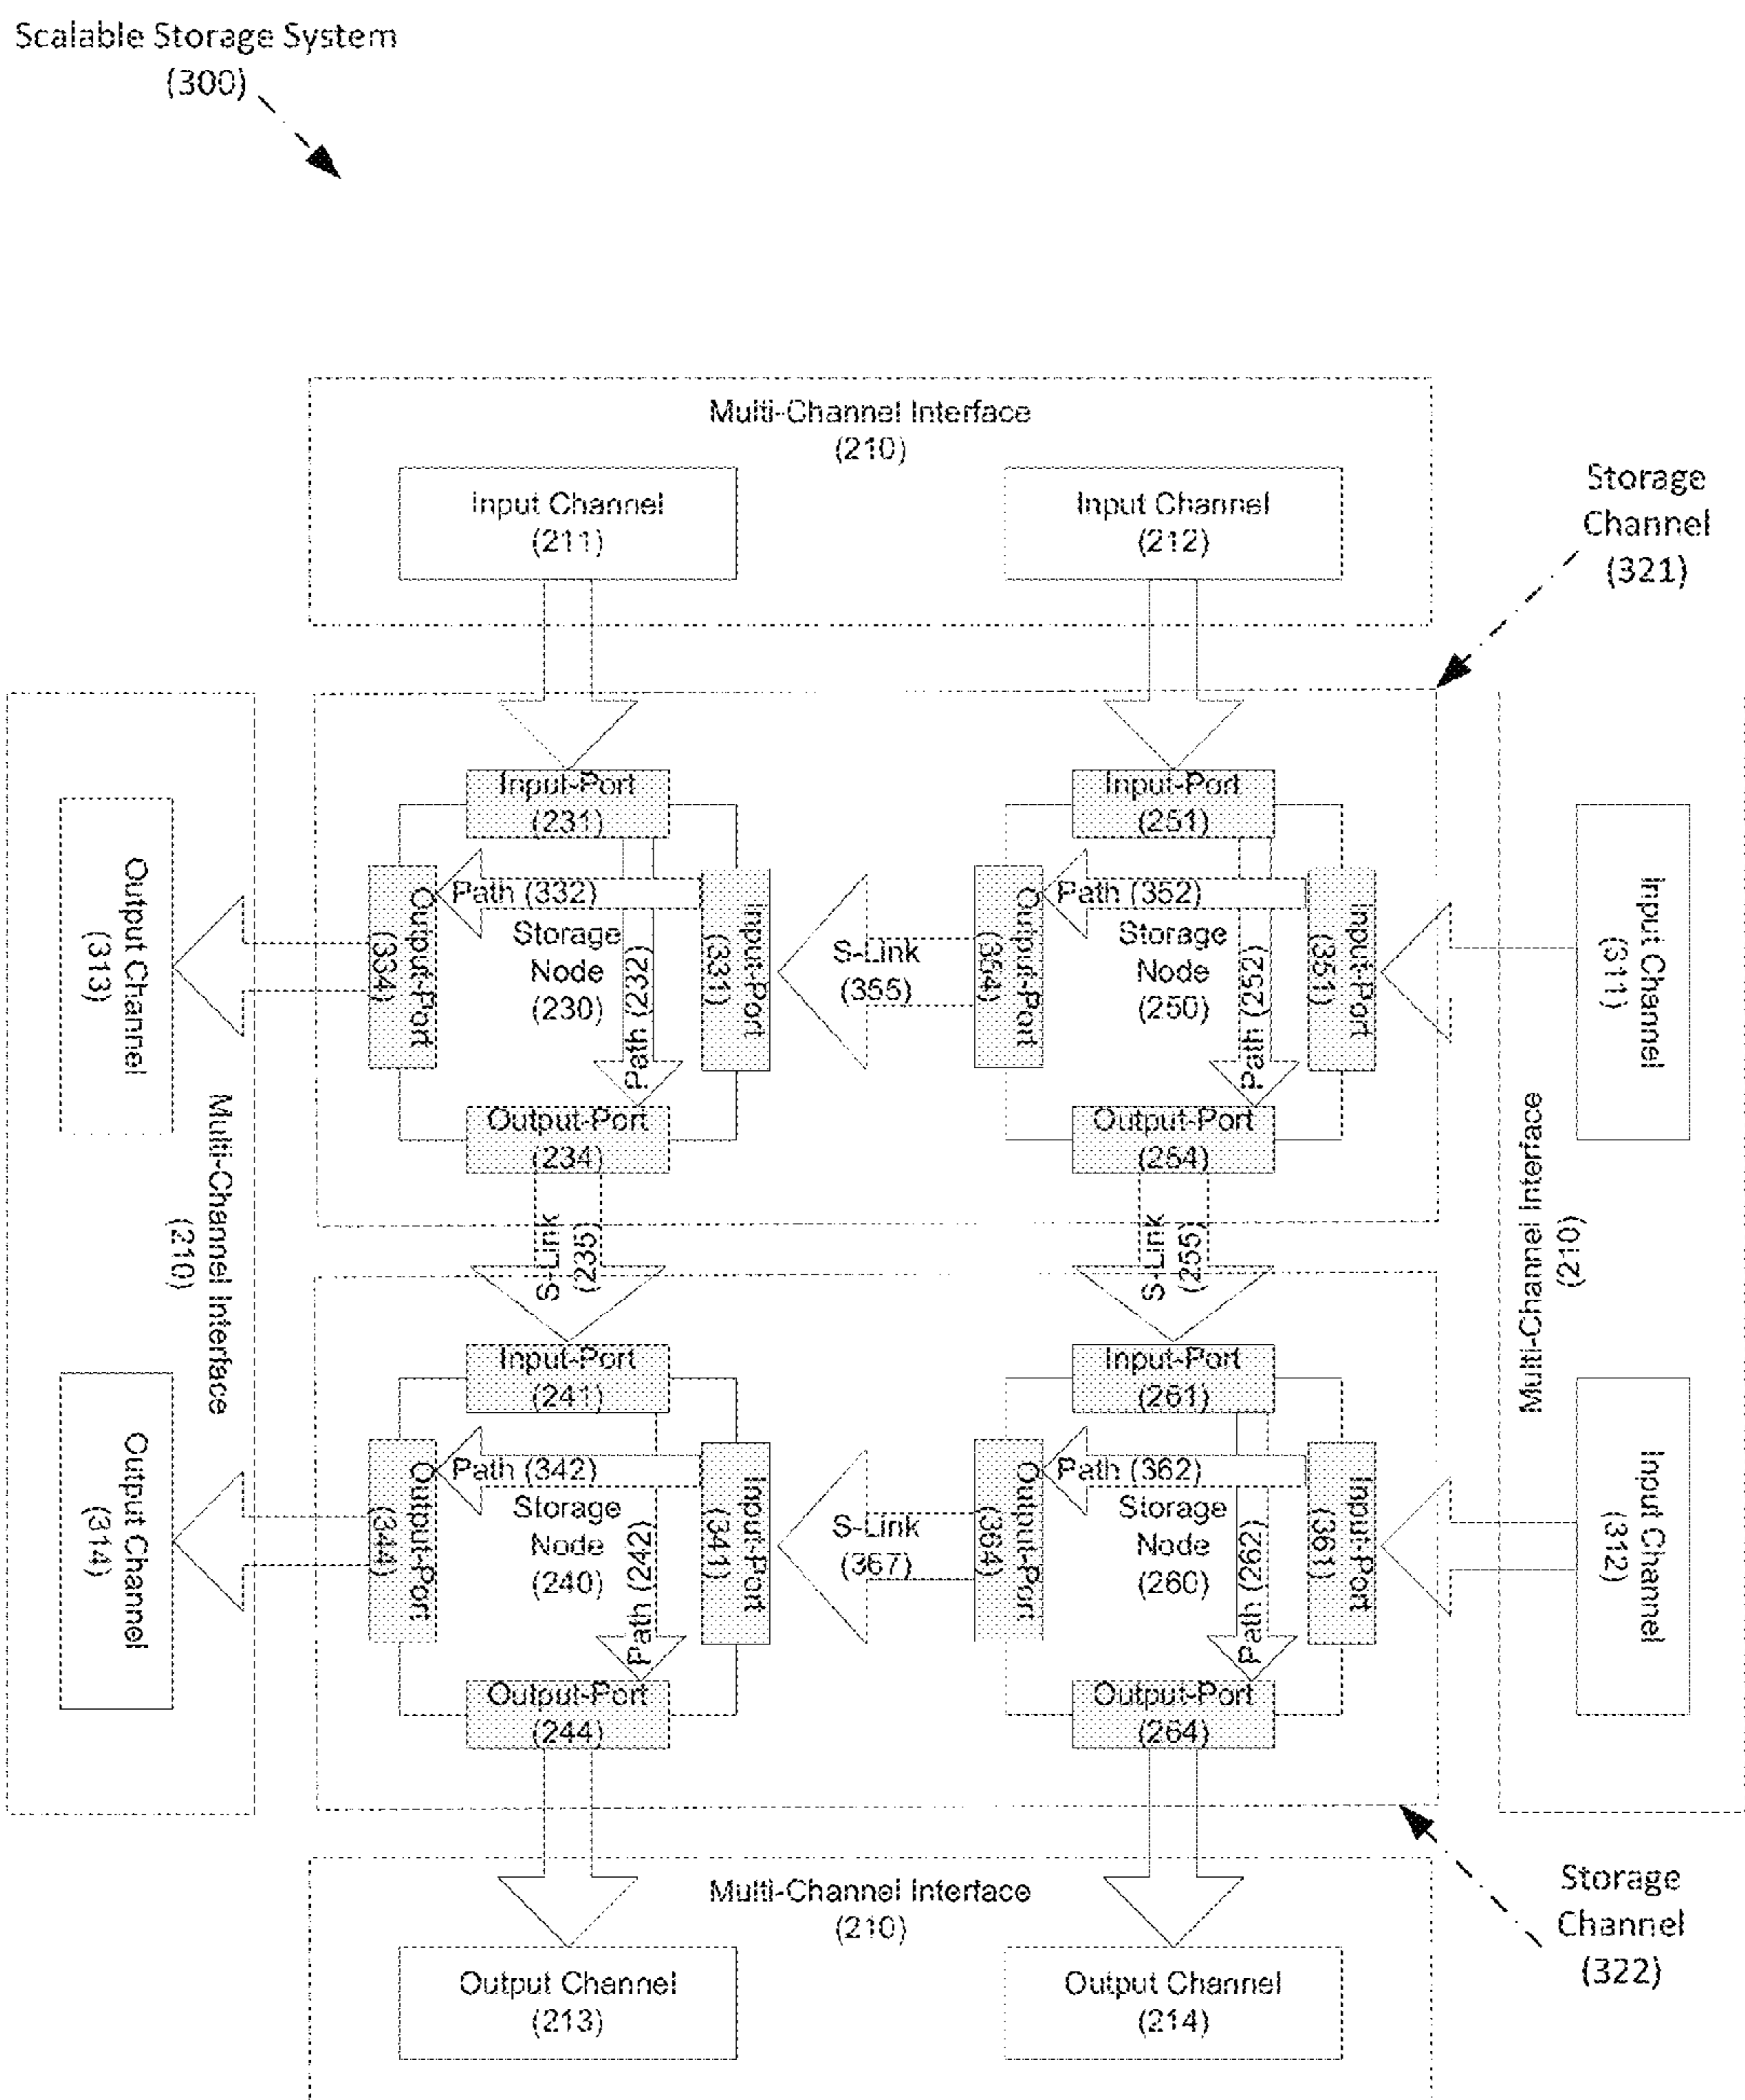 Scalable Storage System
(300)
Multi-Channel Interface
(210)
Input Channel
(211)
Input Channel
(212)
Storage
Channel
(321)
Input-Port
(231)
Input-Port
(251)
Output Channel
(313)
Output-Port
(334)
Path (332)
Storage
Node
(230)
Path (232)
Input-Port
(331)
S-Link
(355)
Output-Port
(354)
Path (352)
Storage
Node
(250)
Path (252)
Input-Port
(351)
Input Channel
(311)
Output-Port
(234)
Output-Port
(254)
Multi-Channel Interface
(210)
S-Link
(235)
S-Link
(255)
Multi-Channel Interface
(210)
Input-Port
(241)
Input-Port
(261)
Output Channel
(314)
Output-Port
(344)
Path (342)
Storage
Node
(240)
Path (242)
Input-Port
(341)
S-Link
(367)
Output-Port
(364)
Path (362)
Storage
Node
(260)
Path (262)
Input-Port
(361)
Input Channel
(312)
Output-Port
(244)
Output-Port
(264)
Multi-Channel Interface
(210)
Storage
Channel
(322)
Output Channel
(213)
Output Channel
(214)